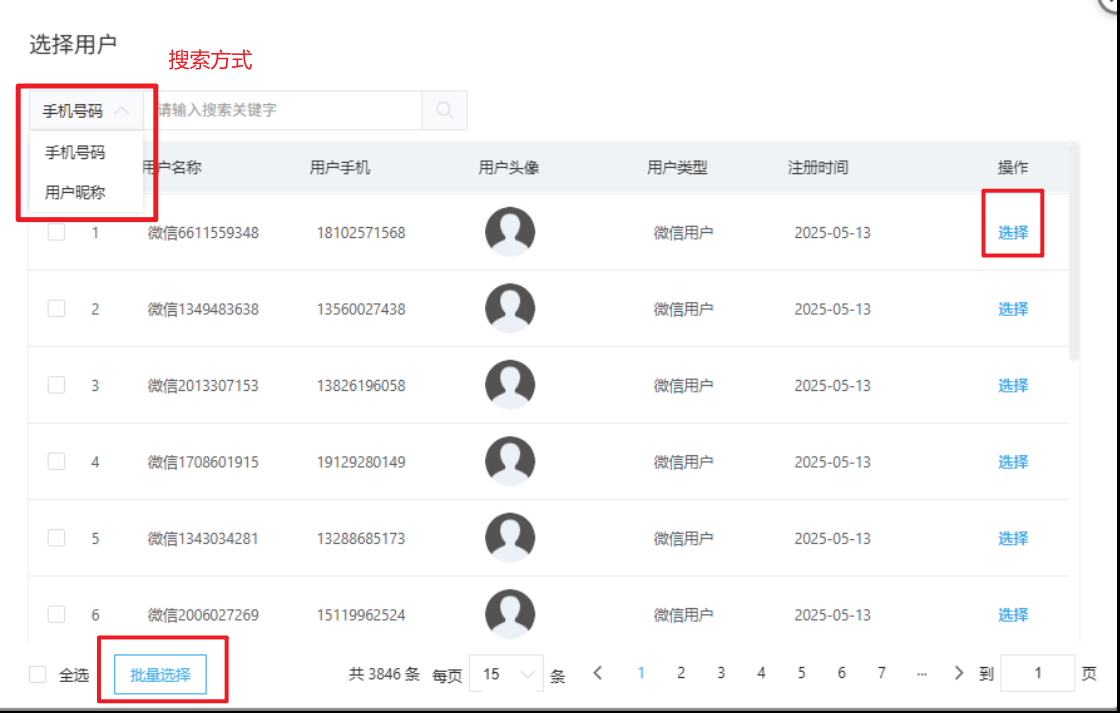 选择用户
搜索方式
手机号码 请输入搜索关键字
手机号码
用户昵称
用户名称 用户手机 用户头像 用户类型 注册时间 操作
1 微信6611559348 18102571568 微信用户 2025-05-13 选择
2 微信1349483638 13560027438 微信用户 2025-05-13 选择
3 微信2013307153 13826196058 微信用户 2025-05-13 选择
4 微信1708601915 19129280149 微信用户 2025-05-13 选择
5 微信1343034281 13288685173 微信用户 2025-05-13 选择
6 微信2006027269 15119962524 微信用户 2025-05-13 选择
全选 批量选择 共 3846 条 每页 15 条 1 2 3 4 5 6 7 ... 到 1 页